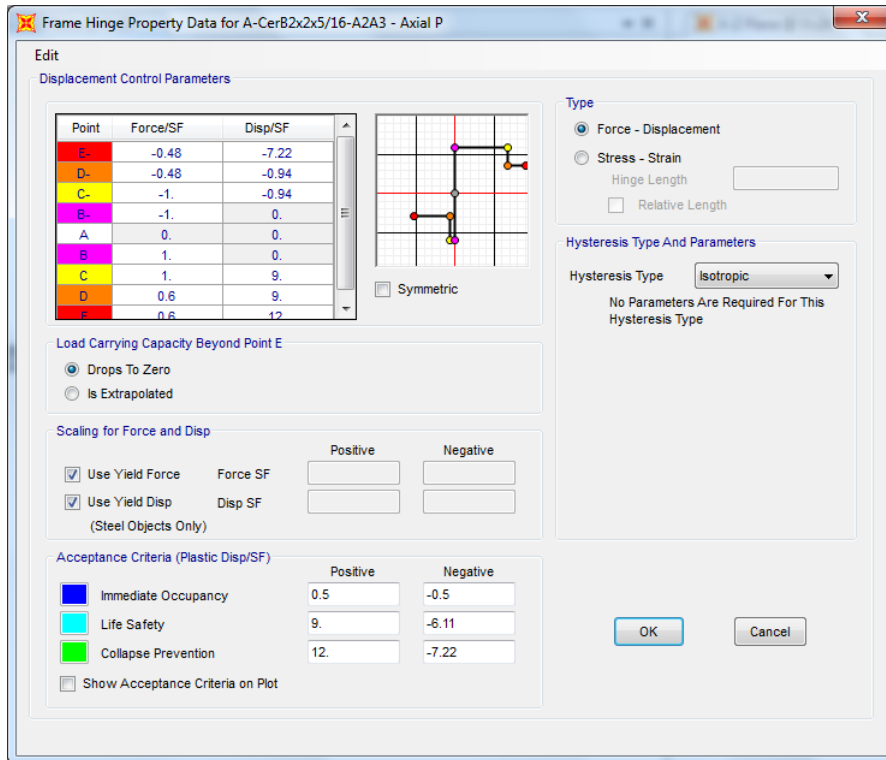 Frame Hinge Property Data for A-CerB2x2x5/16-A2A3 - Axial P
Edit
Displacement Control Parameters
Point Force/SF Disp/SF
E- -0.48 -7.22
D- -0.48 -0.94
C- -1. -0.94
B- -1. 0.
A 0. 0.
B 1. 0.
C 1. 9.
D 0.6 9.
E 0.6 12.
Symmetric
Type
Force - Displacement
Stress - Strain
Hinge Length
Relative Length
Hysteresis Type And Parameters
Hysteresis Type Isotropic
No Parameters Are Required For This
Hysteresis Type
Load Carrying Capacity Beyond Point E
Drops To Zero
Is Extrapolated
Scaling for Force and Disp
Positive Negative
Use Yield Force Force SF
Use Yield Disp Disp SF
(Steel Objects Only)
Acceptance Criteria (Plastic Disp/SF)
Positive Negative
Immediate Occupancy 0.5 -0.5
Life Safety 9. -6.11
Collapse Prevention 12. -7.22
Show Acceptance Criteria on Plot
OK Cancel